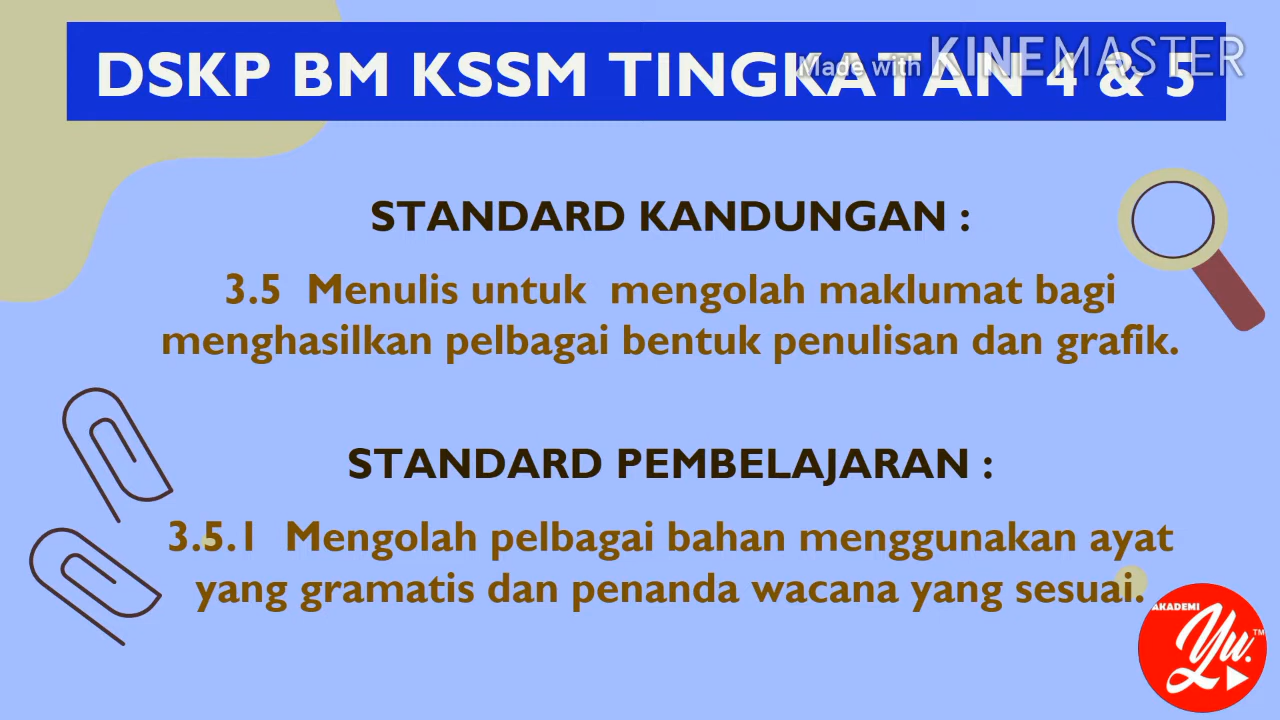 DSKP BM KSSM TINGKATAN 4 & 5
Made with KINEMASTER
STANDARD KANDUNGAN :
3.5 Menulis untuk mengolah maklumat bagi
menghasilkan pelbagai bentuk penulisan dan grafik.
STANDARD PEMBELAJARAN :
3.5.1 Mengolah pelbagai bahan menggunakan ayat
yang gramatis dan penanda wacana yang sesuai.
AKADEMI
Yu.
TM